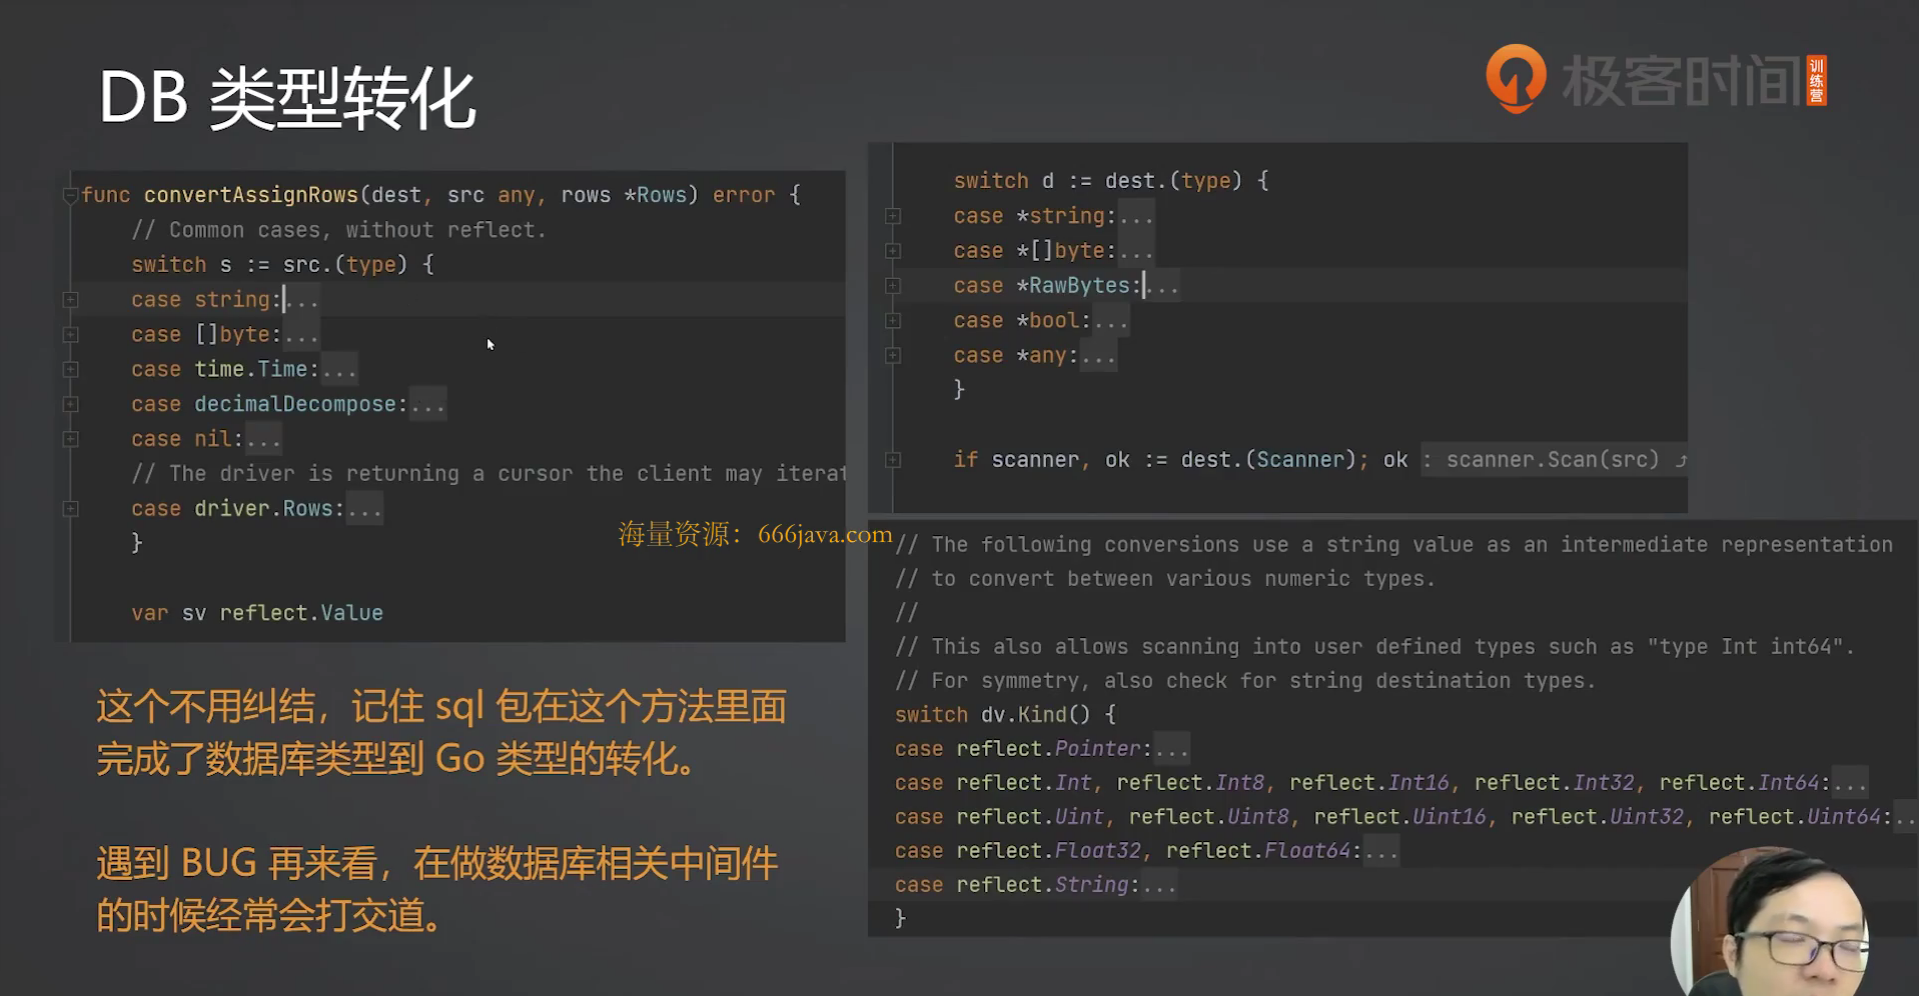 DB 类型转化
极客时间
训练营
func convertAssignRows(dest, src any, rows *Rows) error {
// Common cases, without reflect.
switch s := src.(type) {
case string:...
case []byte:...
case time.Time:...
case decimalDecompose:...
case nil:...
// The driver is returning a cursor the client may iterat
case driver.Rows:...
}
var sv reflect.Value
switch d := dest.(type) {
case *string:...
case *[]byte:...
case *RawBytes:...
case *bool:...
case *any:...
}
if scanner, ok := dest.(Scanner); ok : scanner.Scan(src)
海量资源：666java.com
// The following conversions use a string value as an intermediate representation
// to convert between various numeric types.
//
// This also allows scanning into user defined types such as "type Int int64".
// For symmetry, also check for string destination types.
switch dv.Kind() {
case reflect.Pointer:...
case reflect.Int, reflect.Int8, reflect.Int16, reflect.Int32, reflect.Int64:...
case reflect.Uint, reflect.Uint8, reflect.Uint16, reflect.Uint32, reflect.Uint64:..
case reflect.Float32, reflect.Float64:...
case reflect.String:...
}
这个不用纠结，记住 sql 包在这个方法里面
完成了数据库类型到 Go 类型的转化。
遇到 BUG 再来看，在做数据库相关中间件
的时候经常会打交道。